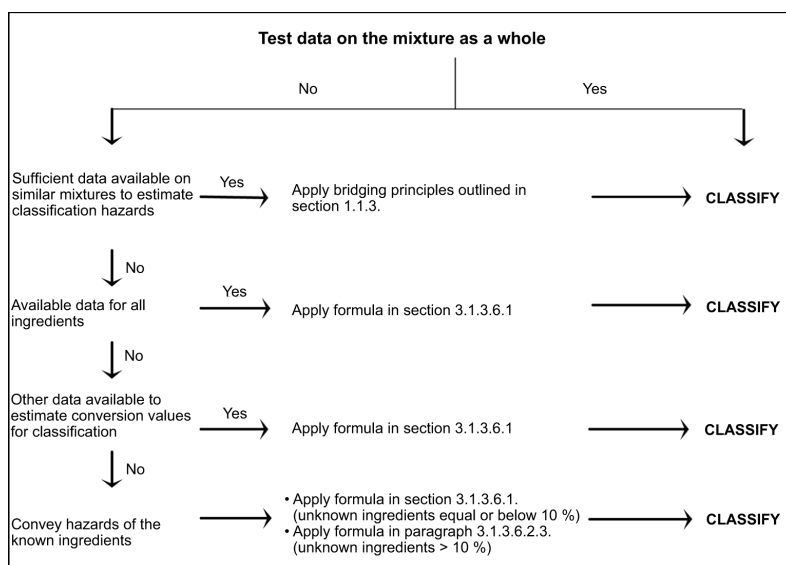 Test data on the mixture as a whole
No
Yes
Sufficient data available on
similar mixtures to estimate
classification hazards
Yes
Apply bridging principles outlined in
section 1.1.3.
CLASSIFY
No
Available data for all
ingredients
Yes
Apply formula in section 3.1.3.6.1
CLASSIFY
No
Other data available to
estimate conversion values
for classification
Yes
Apply formula in section 3.1.3.6.1
CLASSIFY
No
Convey hazards of the
known ingredients
• Apply formula in section 3.1.3.6.1.
(unknown ingredients equal or below 10 %)
• Apply formula in paragraph 3.1.3.6.2.3.
(unknown ingredients > 10 %)
CLASSIFY